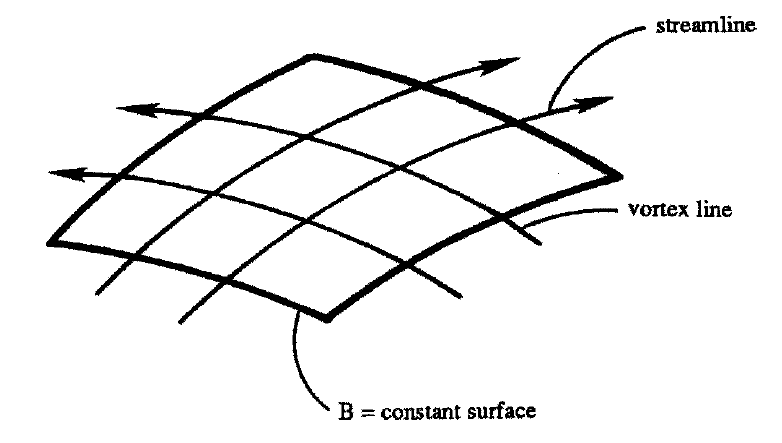 streamline
vortex line
B = constant surface